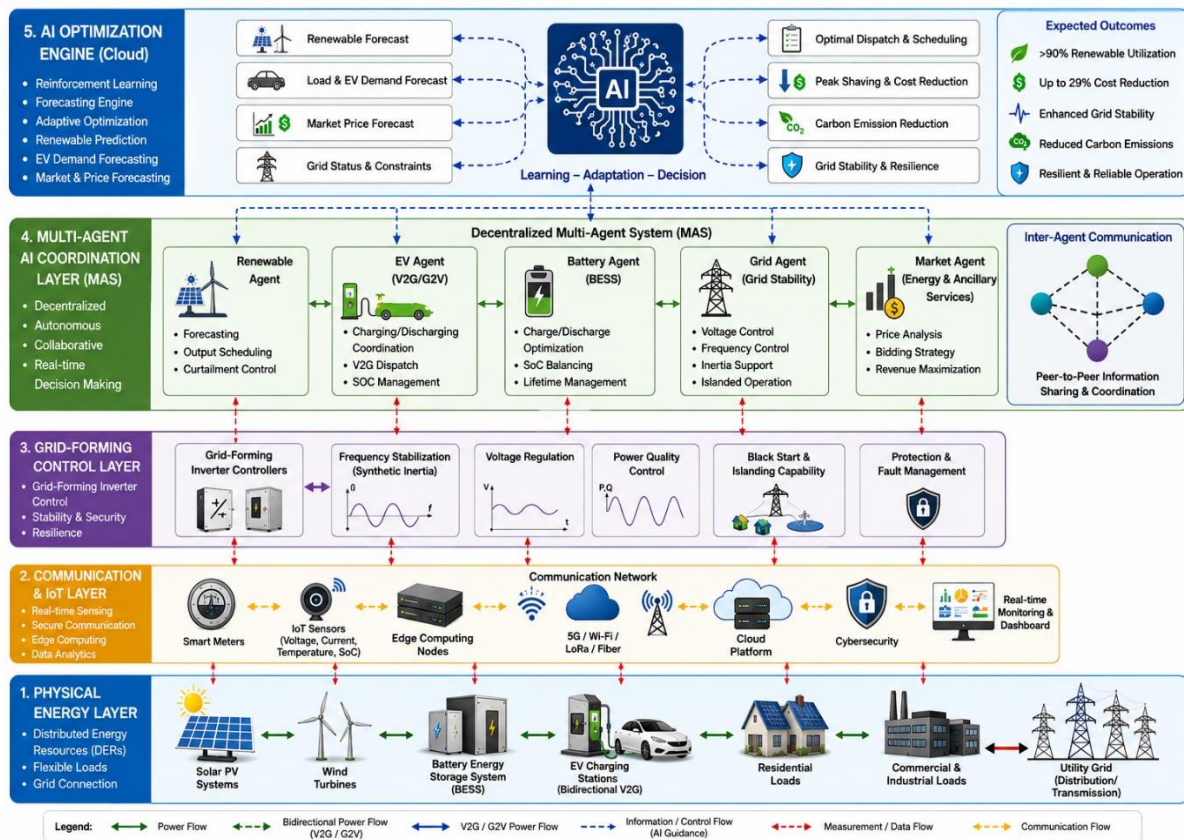 5. AI OPTIMIZATION
ENGINE (Cloud)
• Reinforcement Learning
• Forecasting Engine
• Adaptive Optimization
• Renewable Prediction
• EV Demand Forecasting
• Market & Price Forecasting
Renewable Forecast
Load & EV Demand Forecast
Market Price Forecast
Grid Status & Constraints
AI
Learning – Adaptation – Decision
Optimal Dispatch & Scheduling
$
Peak Shaving & Cost Reduction
CO₂
Carbon Emission Reduction
Grid Stability & Resilience
Expected Outcomes
>90% Renewable Utilization
$
Up to 29% Cost Reduction
Enhanced Grid Stability
CO₂
Reduced Carbon Emissions
Resilient & Reliable Operation
4. MULTI-AGENT
AI COORDINATION
LAYER (MAS)
• Decentralized
• Autonomous
• Collaborative
• Real-time
Decision Making
Decentralized Multi-Agent System (MAS)
Renewable
Agent
• Forecasting
• Output Scheduling
• Curtailment Control
EV Agent
(V2G/G2V)
• Charging/Discharging
Coordination
• V2G Dispatch
• SOC Management
Battery Agent
(BESS)
• Charge/Discharge
Optimization
• SoC Balancing
• Lifetime Management
Grid Agent
(Grid Stability)
• Voltage Control
• Frequency Control
• Inertia Support
• Islanded Operation
Market Agent
(Energy & Ancillary
Services)
$
• Price Analysis
• Bidding Strategy
• Revenue Maximization
Inter-Agent Communication
Peer-to-Peer Information
Sharing & Coordination
3. GRID-FORMING
CONTROL LAYER
• Grid-Forming Inverter
Control
• Stability & Security
• Resilience
Grid-Forming
Inverter Controllers
Frequency Stabilization
(Synthetic Inertia)
f
Voltage Regulation
V
t
Power Quality
Control
P,Q
Black Start &
Islanding Capability
Protection &
Fault Management
2. COMMUNICATION
& IoT LAYER
• Real-time Sensing
• Secure Communication
• Edge Computing
• Data Analytics
Communication Network
Smart Meters
IoT Sensors
(Voltage, Current,
Temperature, SoC)
Edge Computing
Nodes
5G / Wi-Fi /
LoRa / Fiber
Cloud
Platform
Cybersecurity
Real-time
Monitoring &
Dashboard
1. PHYSICAL
ENERGY LAYER
• Distributed Energy
Resources (DERs)
• Flexible Loads
• Grid Connection
Solar PV
Systems
Wind
Turbines
Battery Energy
Storage System
(BESS)
EV Charging
Stations
(Bidirectional V2G)
Residential
Loads
Commercial &
Industrial Loads
Utility Grid
(Distribution/
Transmission)
Legend:
Power Flow
Bidirectional Power Flow
(V2G / G2V)
V2G / G2V Power Flow
Information / Control Flow
(AI Guidance)
Measurement / Data Flow
Communication Flow